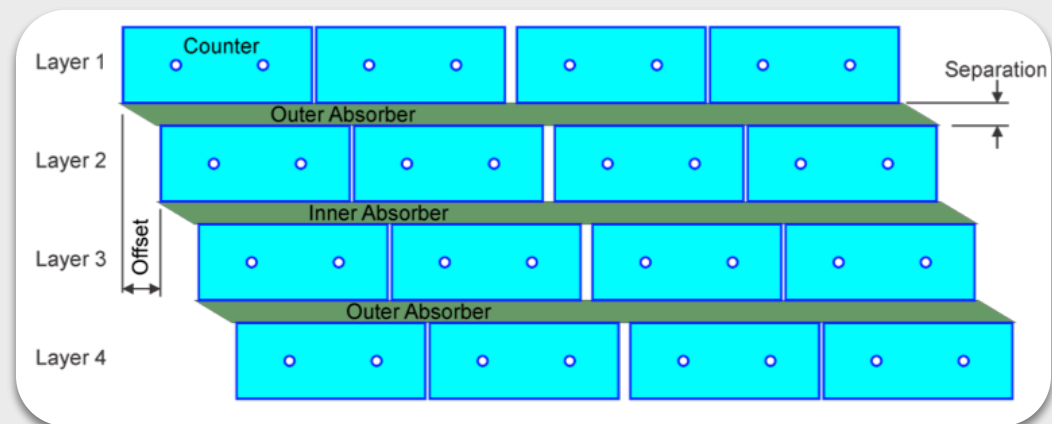 Layer 1
Counter
Separation
Outer Absorber
Layer 2
Inner Absorber
Offset
Layer 3
Outer Absorber
Layer 4